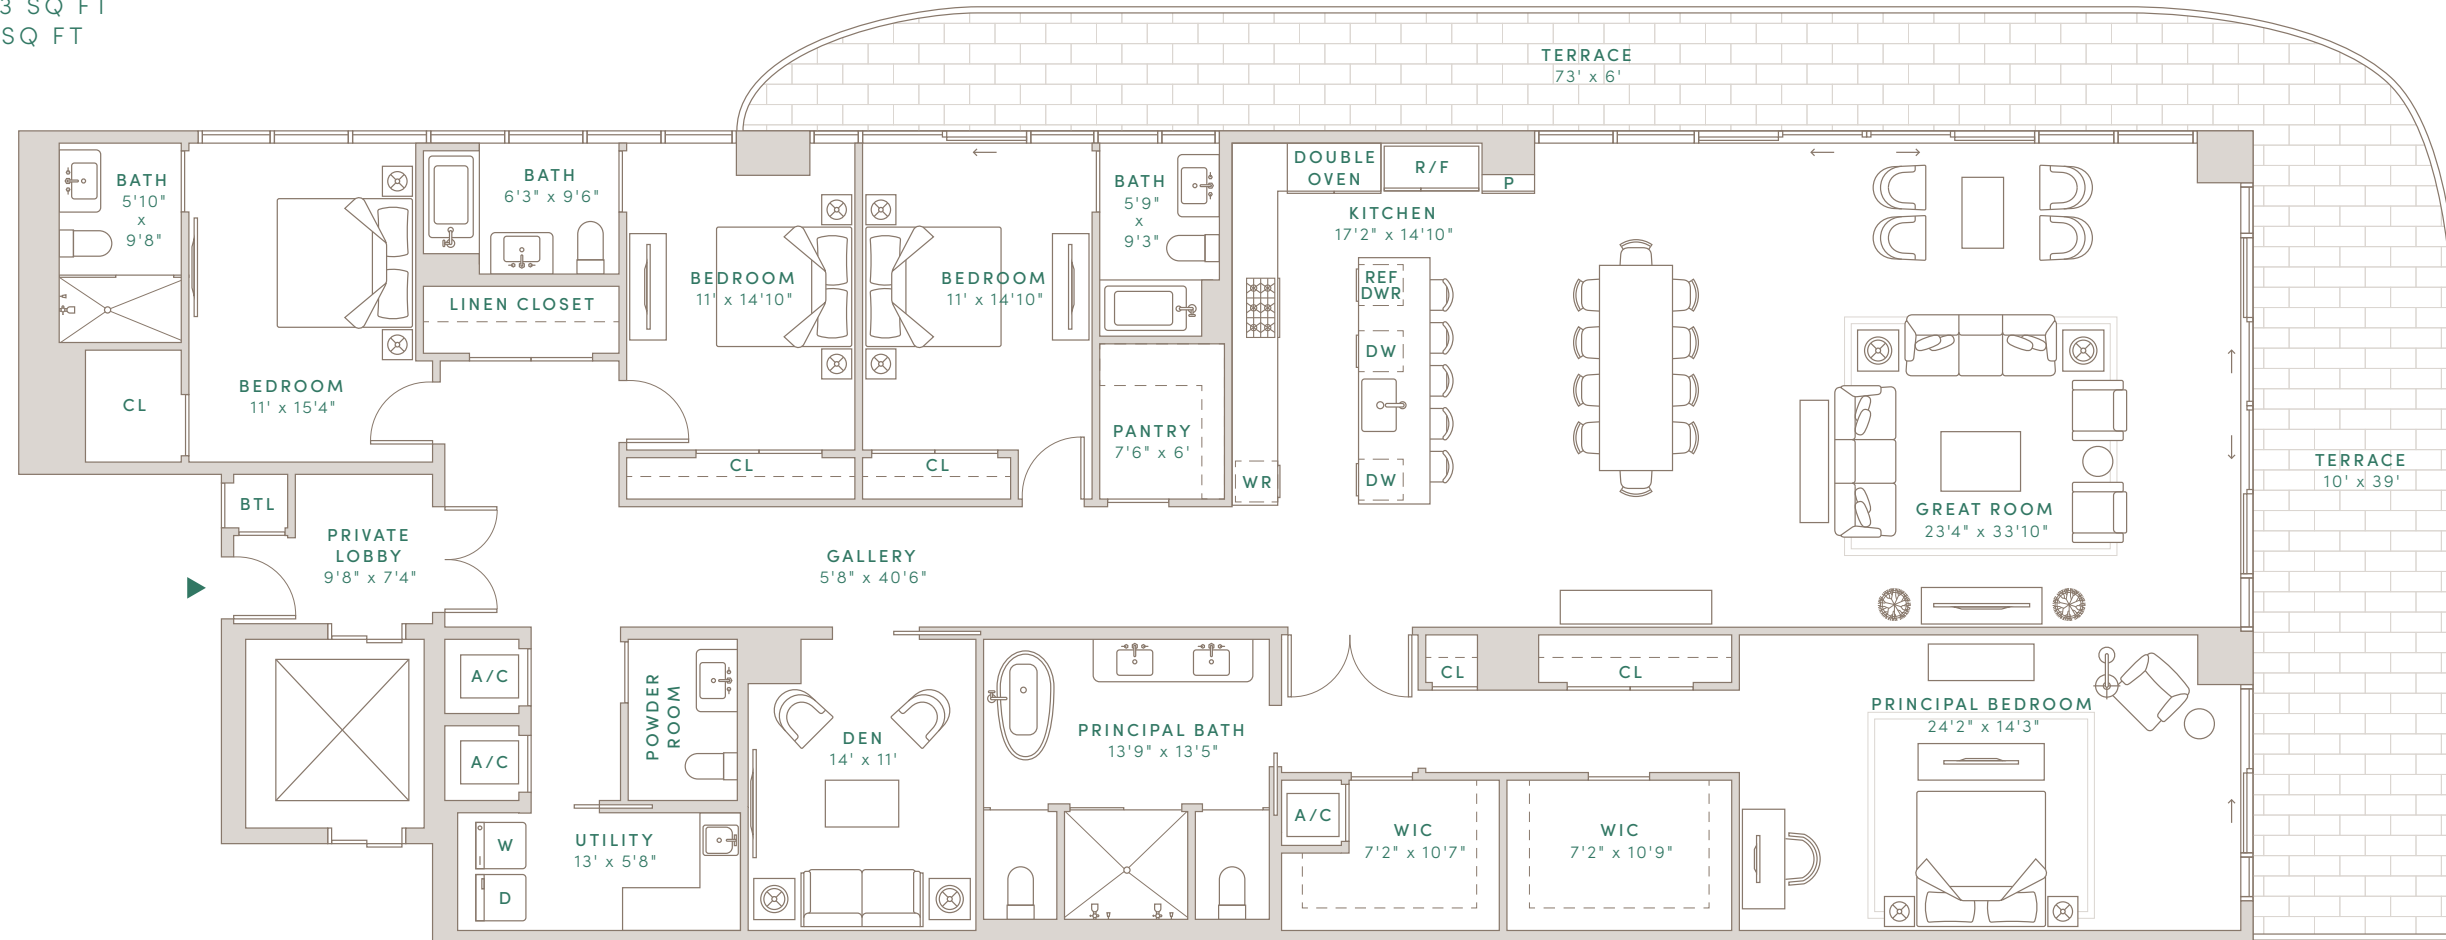 3 SQ FT
SQ FT
TERRACE
73' x 6'
BATH
5'10"
x
9'8"
BATH
6'3" x 9'6"
BATH
5'9"
x
9'3"
DOUBLE
OVEN
R/F
P
KITCHEN
17'2" x 14'10"
LINEN CLOSET
BEDROOM
11' x 14'10"
BEDROOM
11' x 14'10"
REF
DWR
DW
DW
WR
BEDROOM
11' x 15'4"
CL
CL
CL
PANTRY
7'6" x 6'
TERRACE
10' x 39'
GREAT ROOM
23'4" x 33'10"
BTL
PRIVATE
LOBBY
9'8" x 7'4"
GALLERY
5'8" x 40'6"
A/C
A/C
POWDER
ROOM
DEN
14' x 11'
PRINCIPAL BATH
13'9" x 13'5"
CL
CL
PRINCIPAL BEDROOM
24'2" x 14'3"
W
D
UTILITY
13' x 5'8"
A/C
WIC
7'2" x 10'7"
WIC
7'2" x 10'9"